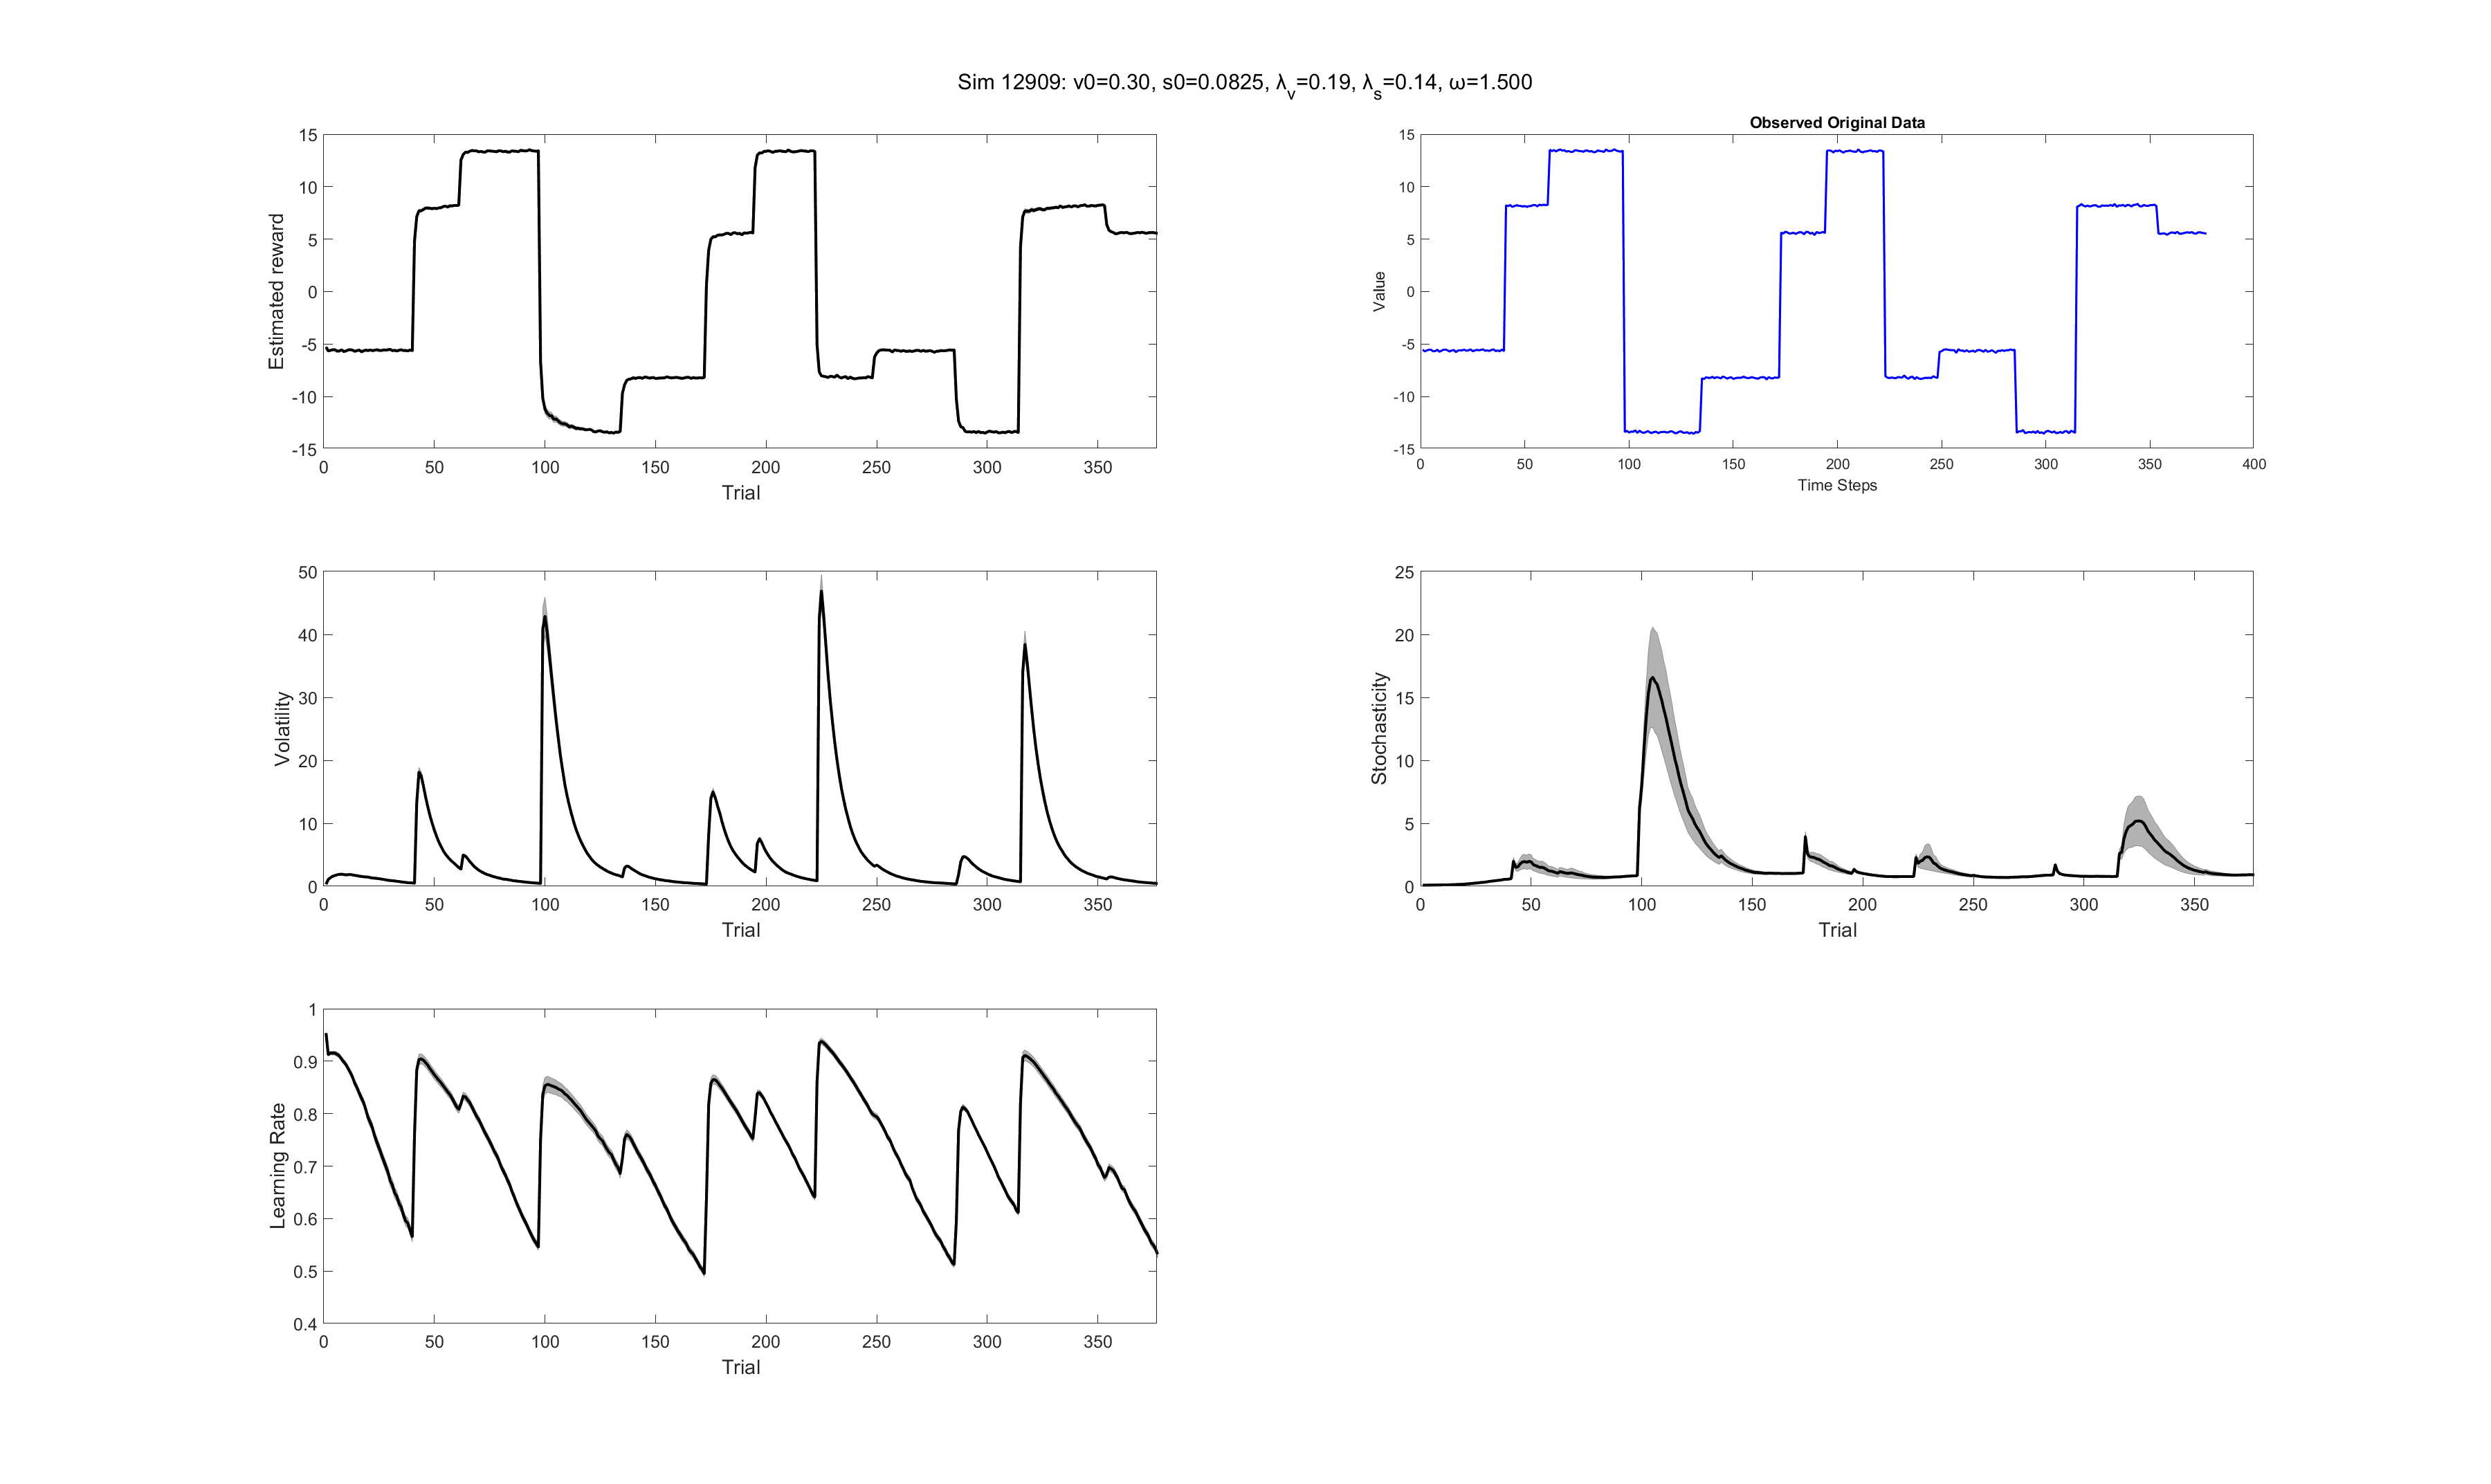 Sim 12909: v0=0.30, s0=0.0825, λv=0.19, λs=0.14, ω=1.500
15
10
5
0
-5
-10
-15
Estimated reward
0 50 100 150 200 250 300 350
Trial
Observed Original Data
15
10
5
0
-5
-10
-15
Value
0 50 100 150 200 250 300 350 400
Time Steps
50
40
30
20
10
0
Volatility
0 50 100 150 200 250 300 350
Trial
25
20
15
10
5
0
Stochasticity
0 50 100 150 200 250 300 350
Trial
1
0.9
0.8
0.7
0.6
0.5
0.4
Learning Rate
0 50 100 150 200 250 300 350
Trial